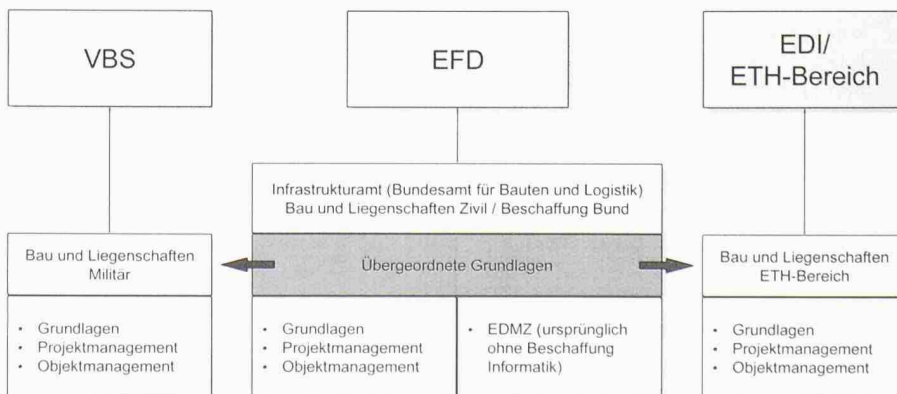 VBS
EFD
EDI/
ETH-Bereich
Infrastrukturamt (Bundesamt für Bauten und Logistik)
Bau und Liegenschaften Zivil / Beschaffung Bund
Bau und Liegenschaften
Militär
Übergeordnete Grundlagen
Bau und Liegenschaften
ETH-Bereich
• Grundlagen
• Projektmanagement
• Objektmanagement
• Grundlagen
• Projektmanagement
• Objektmanagement
• EDMZ (ursprünglich
ohne Beschaffung
Informatik)
• Grundlagen
• Projektmanagement
• Objektmanagement